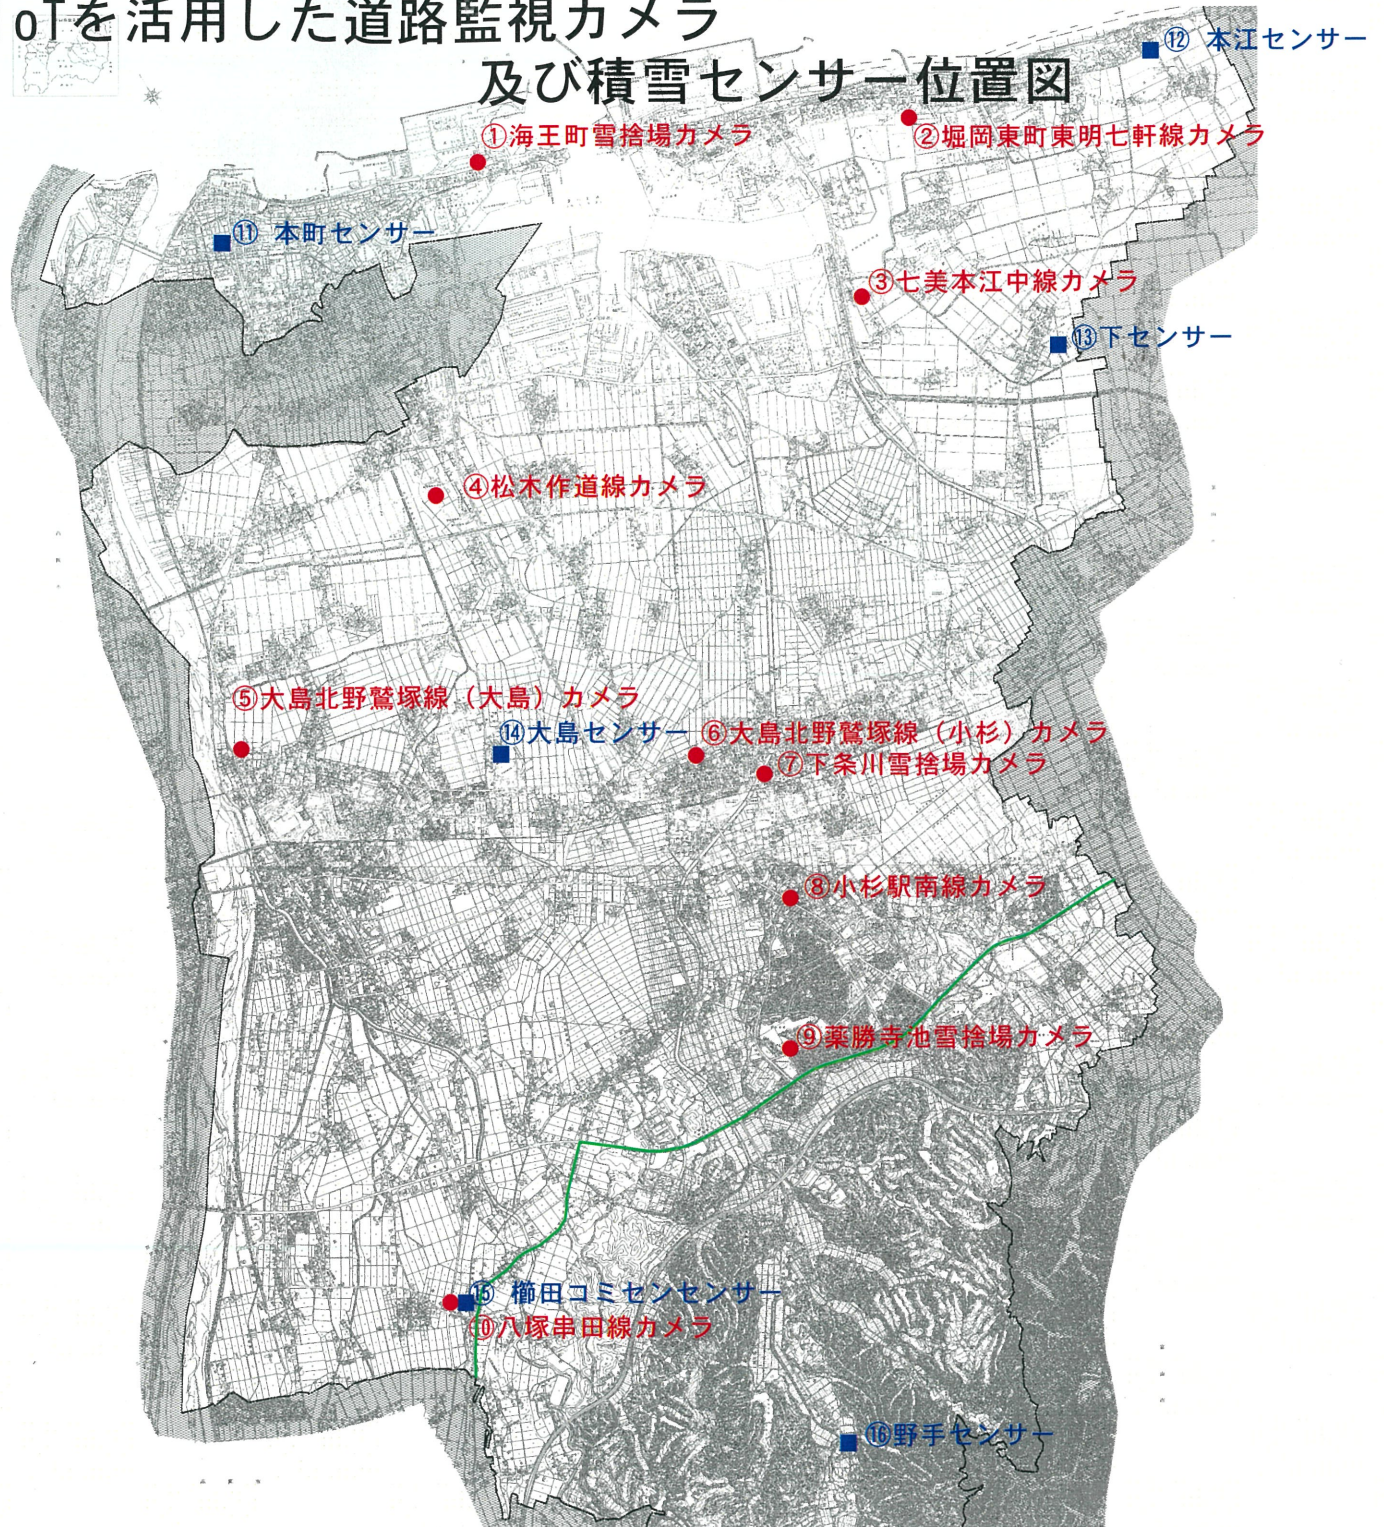 oTを活用した道路監視カメラ
及び積雪センサー位置図
⑫ 本江センサー
①海王町雪捨場カメラ
②堀岡東町東明七軒線カメラ
⑪ 本町センサー
③七美本江中線カメラ
⑬下センサー
④松木作道線カメラ
⑤大島北野鷲塚線（大島）カメラ
⑭大島センサー
⑥大島北野鷲塚線（小杉）カメラ
⑦下条川雪捨場カメラ
⑧小杉駅南線カメラ
⑨薬勝寺池雪捨場カメラ
⑮ 櫛田コミセンセンサー
⑩八塚串田線カメラ
⑯野手センサー